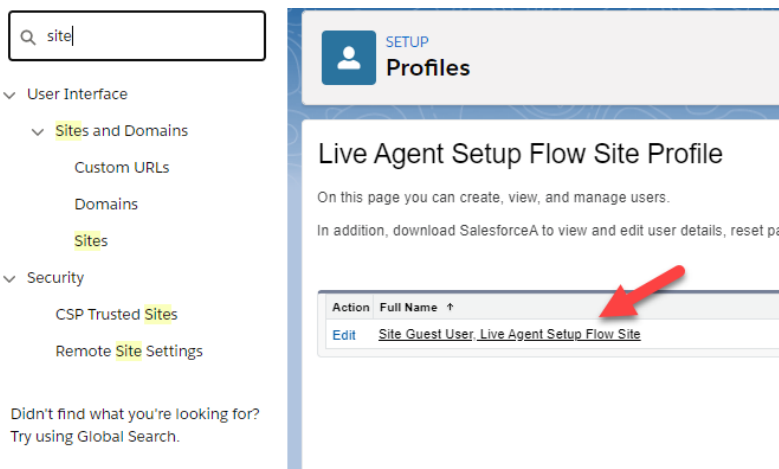 site
User Interface
Sites and Domains
Custom URLs
Domains
Sites
Security
CSP Trusted Sites
Remote Site Settings
Didn't find what you're looking for?
Try using Global Search.
SETUP
Profiles
Live Agent Setup Flow Site Profile
On this page you can create, view, and manage users.
In addition, download SalesforceA to view and edit user details, reset
Action Full Name ↑
Edit Site Guest User, Live Agent Setup Flow Site